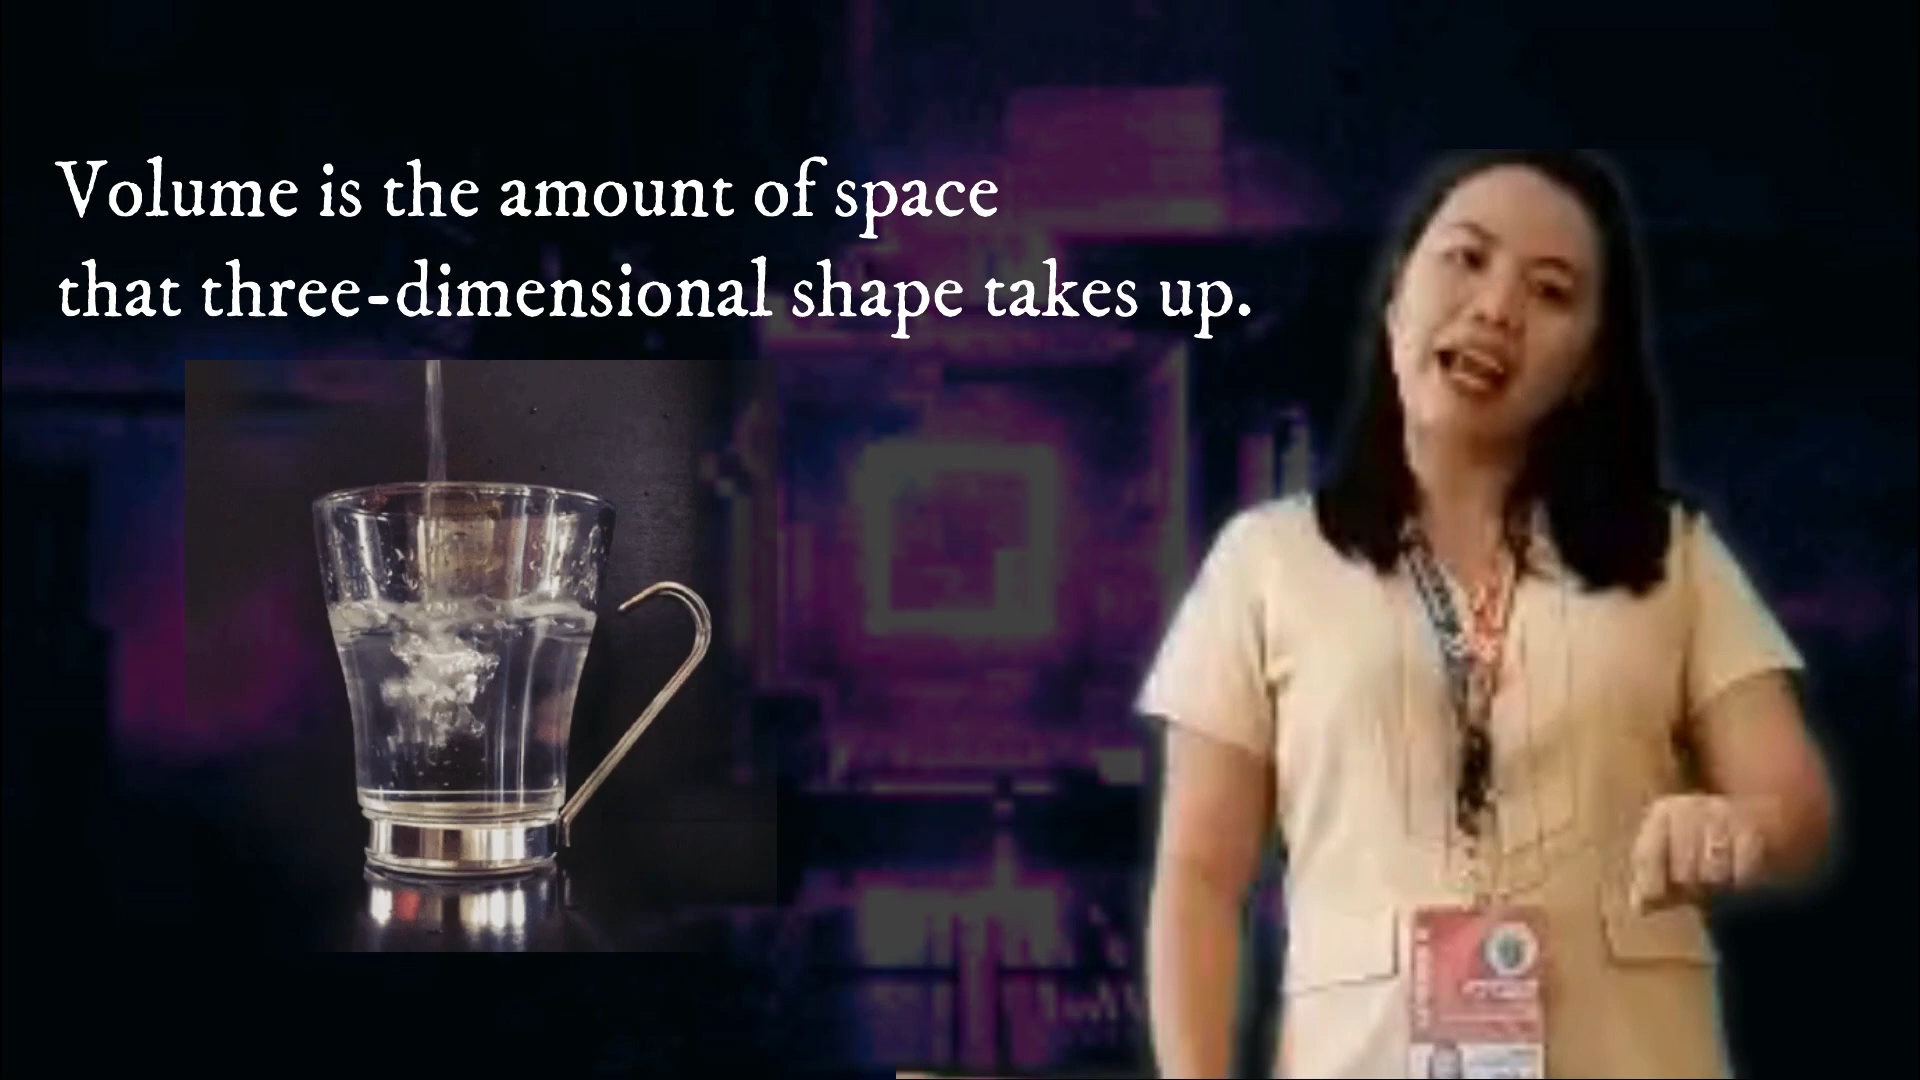 Volume is the amount of space
that three-dimensional shape takes up.